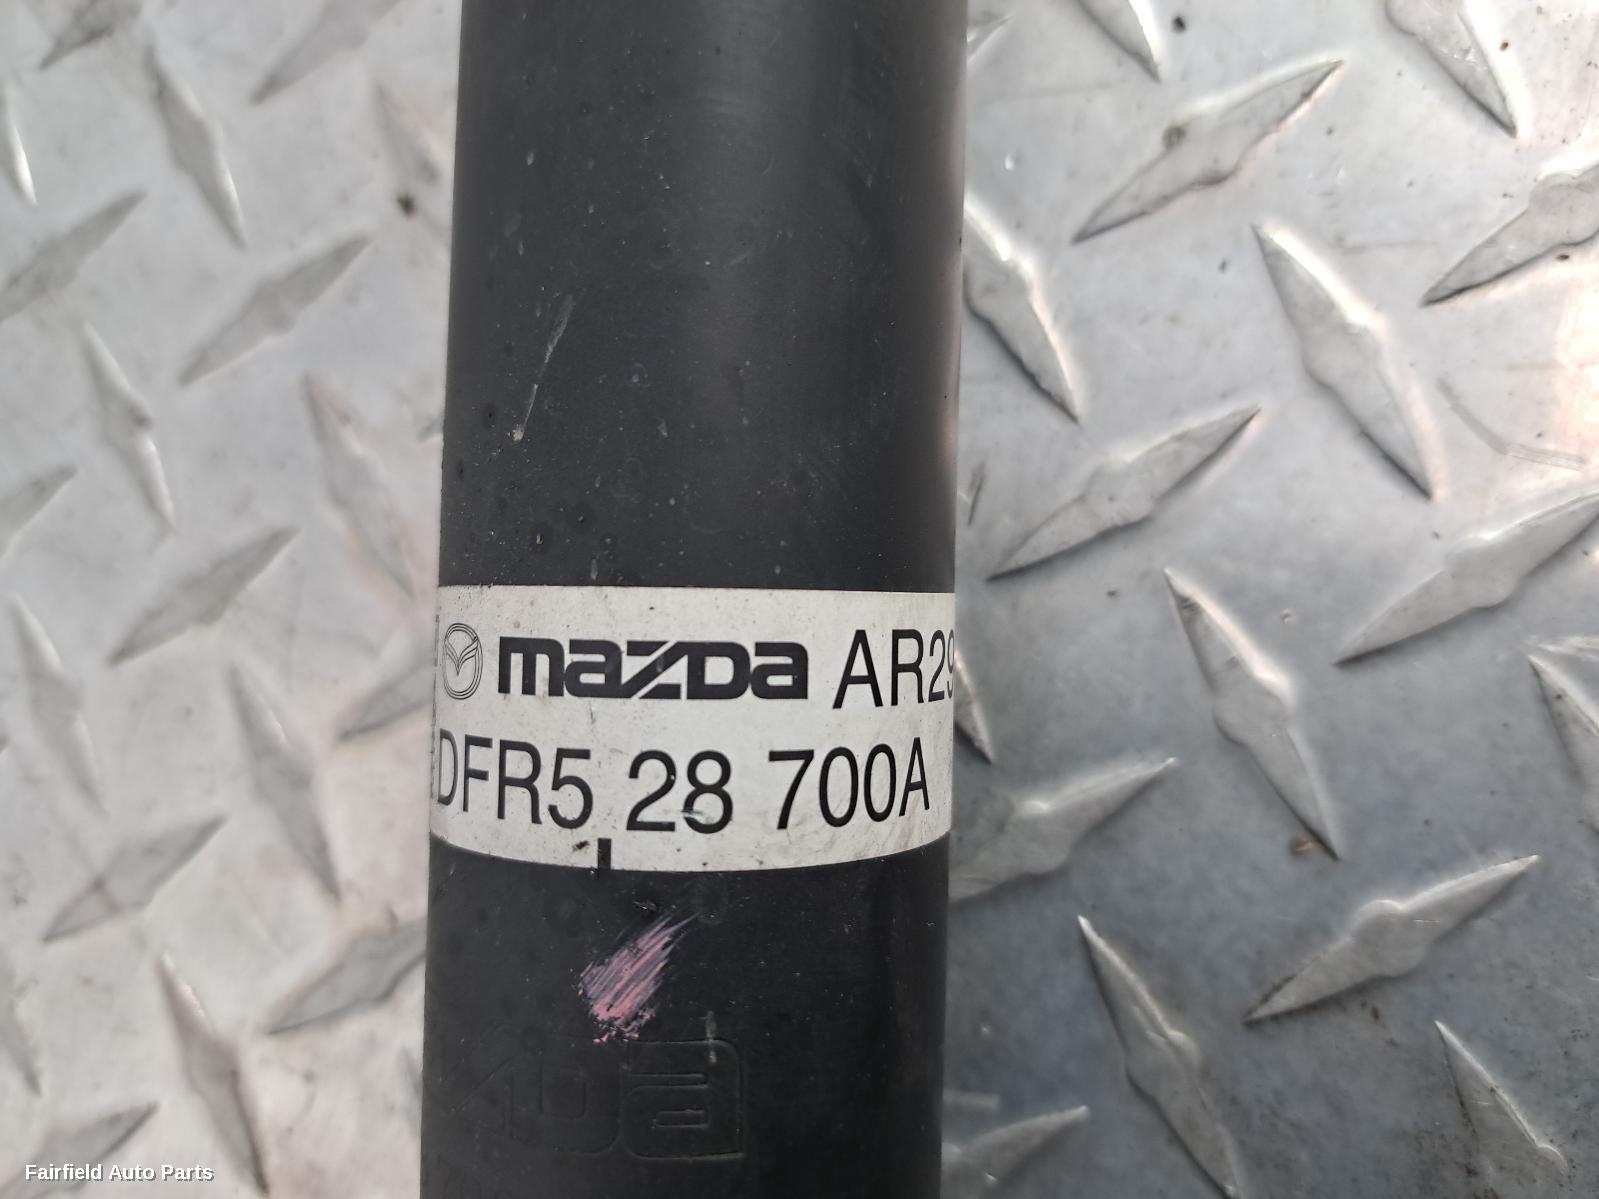 mazda AR29
DFR5 28 700A
Fairfield Auto Parts